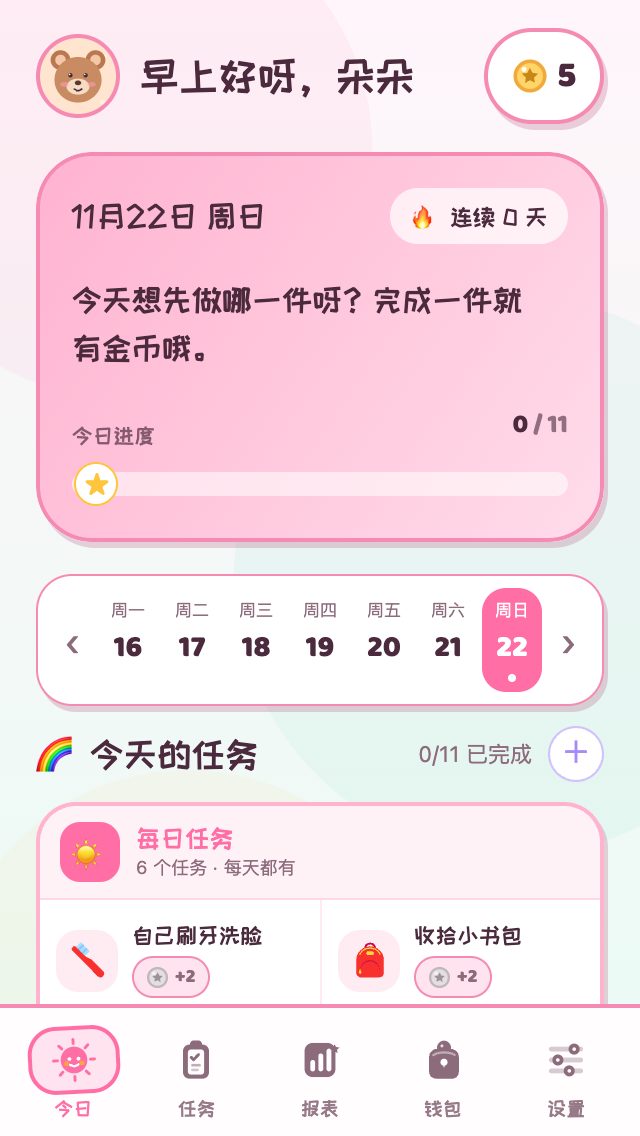 早上好呀，朵朵
5
11月22日 周日
连续 0 天
今天想先做哪一件呀？完成一件就
有金币哦。
今日进度
0 / 11
周一 周二 周三 周四 周五 周六 周日
16 17 18 19 20 21 22
今天的任务
0/11 已完成
每日任务
6 个任务 · 每天都有
自己刷牙洗脸
+2
收拾小书包
+2
今日 任务 报表 钱包 设置